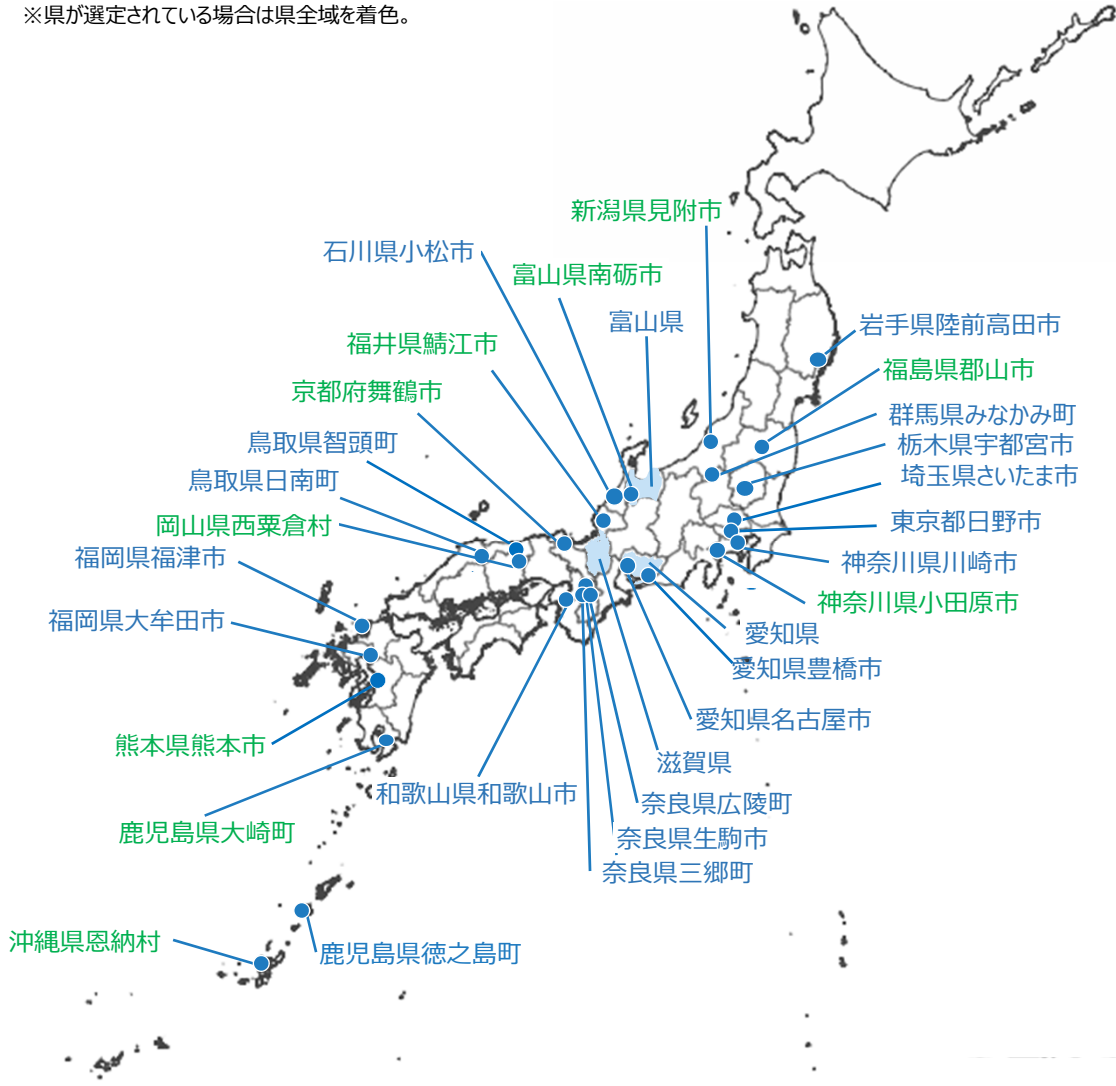 ※県が選定されている場合は県全域を着色。
新潟県見附市
石川県小松市
富山県南砺市
富山県
岩手県陸前高田市
福井県鯖江市
福島県郡山市
京都府舞鶴市
群馬県みなかみ町
鳥取県智頭町
栃木県宇都宮市
鳥取県日南町
埼玉県さいたま市
岡山県西粟倉村
東京都日野市
福岡県福津市
神奈川県川崎市
神奈川県小田原市
福岡県大牟田市
愛知県
愛知県豊橋市
愛知県名古屋市
熊本県熊本市
滋賀県
和歌山県和歌山市
奈良県広陵町
鹿児島県大崎町
奈良県生駒市
奈良県三郷町
沖縄県恩納村
鹿児島県徳之島町